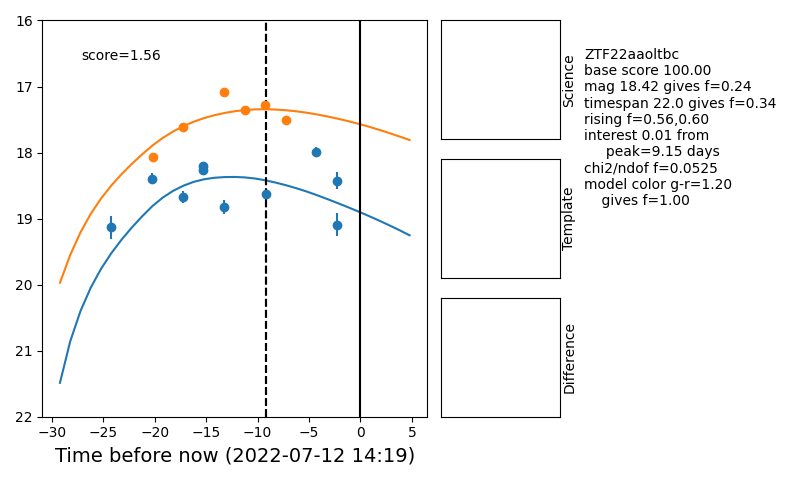 score=1.56
16
17
18
19
20
21
22
−30
−25
−20
−15
−10
−5
0
5
Time before now (2022-07-12 14:19)
Science
Template
Difference
ZTF22aaoltbc
base score 100.00
mag 18.42 gives f=0.24
timespan 22.0 gives f=0.34
rising f=0.56,0.60
interest 0.01 from
peak=9.15 days
chi2/ndof f=0.0525
model color g-r=1.20
gives f=1.00